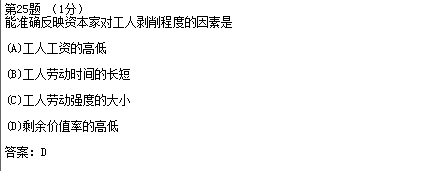 第25题 (1分)
能准确反映资本家对工人剥削程度的因素是
(A)工人工资的高低
(B)工人劳动时间的长短
(C)工人劳动强度的大小
(D)剩余价值率的高低
答案：D